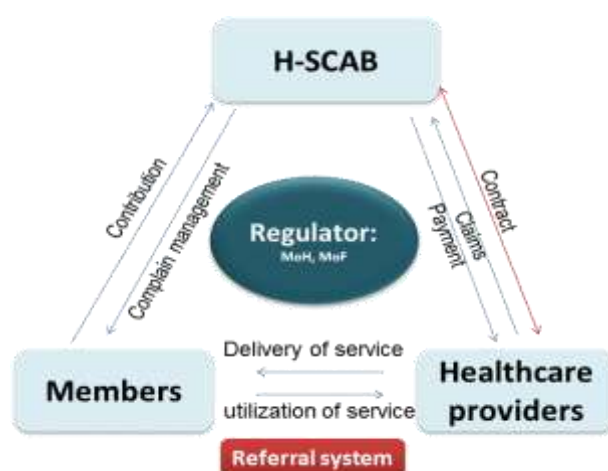 H-SCAB
Contribution
Complain management
Regulator:
MoH, MoF
Payment
Claims
Contract
Delivery of service
Members
Healthcare
providers
utilization of service
Referral system